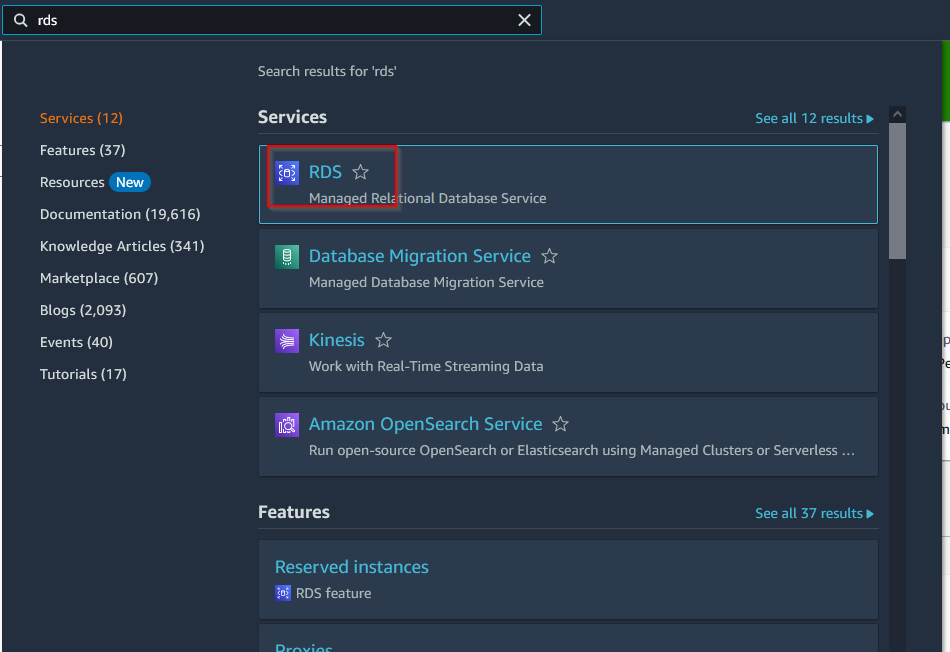 rds
Search results for 'rds'
Services (12)
Features (37)
Resources New
Documentation (19,616)
Knowledge Articles (341)
Marketplace (607)
Blogs (2,093)
Events (40)
Tutorials (17)
Services
See all 12 results
RDS
Managed Relational Database Service
Database Migration Service
Managed Database Migration Service
Kinesis
Work with Real-Time Streaming Data
Amazon OpenSearch Service
Run open-source OpenSearch or Elasticsearch using Managed Clusters or Serverless ...
Features
See all 37 results
Reserved instances
RDS feature
Proxies